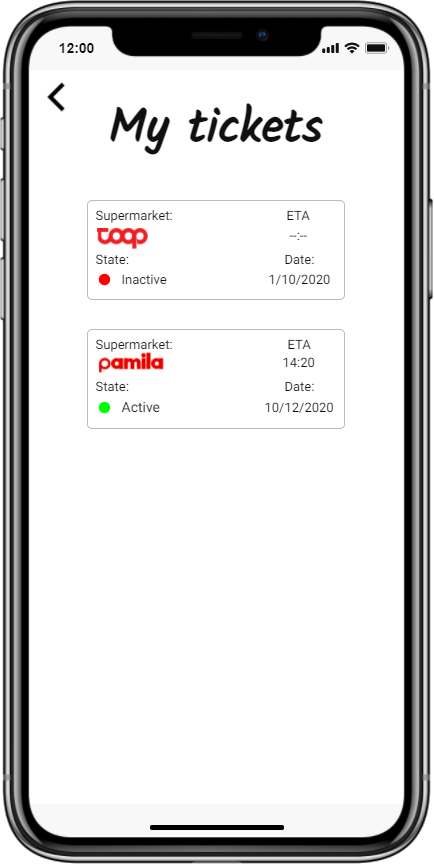 12:00
My tickets
Supermarket: ETA
coop --:--
State: Date:
Inactive 1/10/2020
Supermarket: ETA
pamila 14:20
State: Date:
Active 10/12/2020